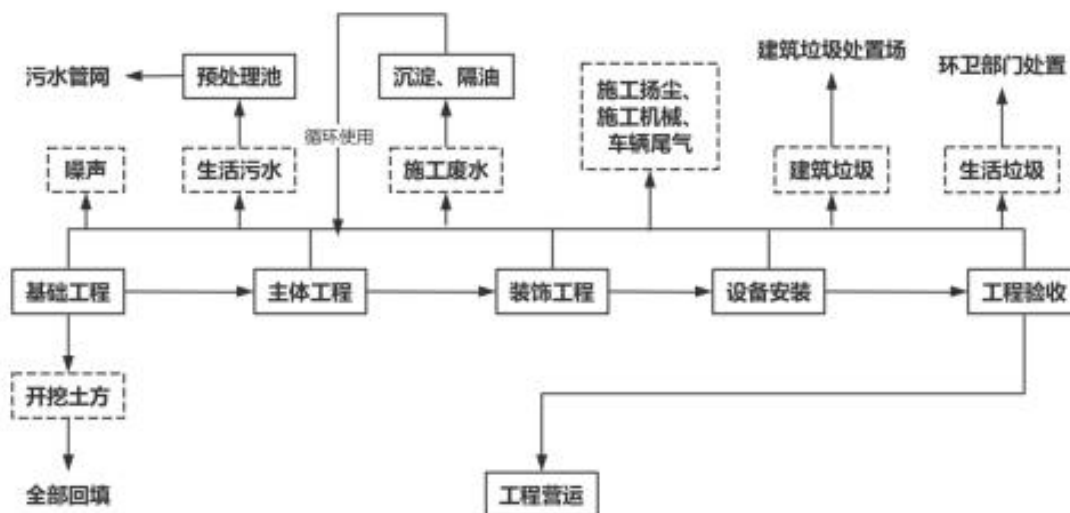 建筑垃圾处置场
环卫部门处置
污水管网
预处理池
沉淀、隔油
施工扬尘、
施工机械、
车辆尾气
循环使用
噪声
生活污水
施工废水
建筑垃圾
生活垃圾
基础工程
主体工程
装饰工程
设备安装
工程验收
开挖土方
全部回填
工程营运